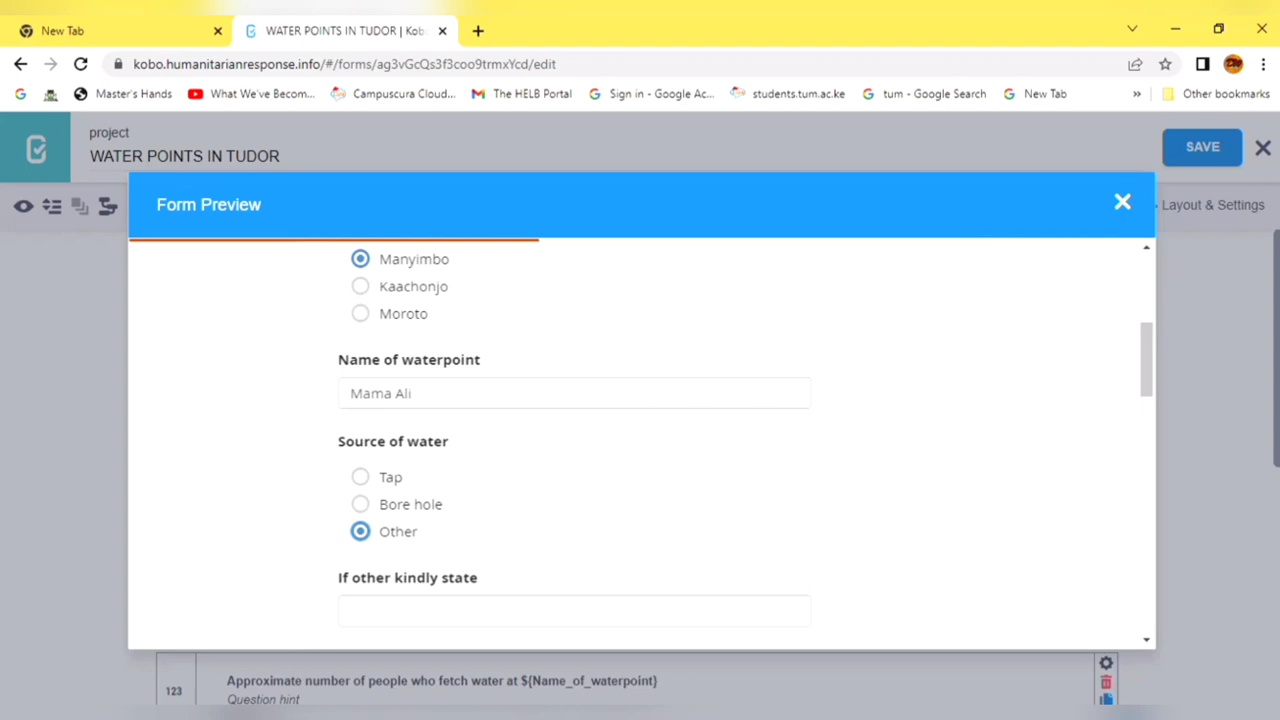 New Tab
WATER POINTS IN TUDOR | Kobo
kobo.humanitarianresponse.info/#/forms/ag3vGcQs3f3coo9trmxYcd/edit
Master's Hands
What We've Becom...
Campuscura Cloud...
The HELB Portal
Sign in - Google Ac...
students.tum.ac.ke
tum - Google Search
New Tab
Other bookmarks
project
WATER POINTS IN TUDOR
SAVE
Layout & Settings
Form Preview
Manyimbo
Kaachonjo
Moroto
Name of waterpoint
Mama Ali
Source of water
Tap
Bore hole
Other
If other kindly state
123
Approximate number of people who fetch water at ${Name_of_waterpoint}
Question hint